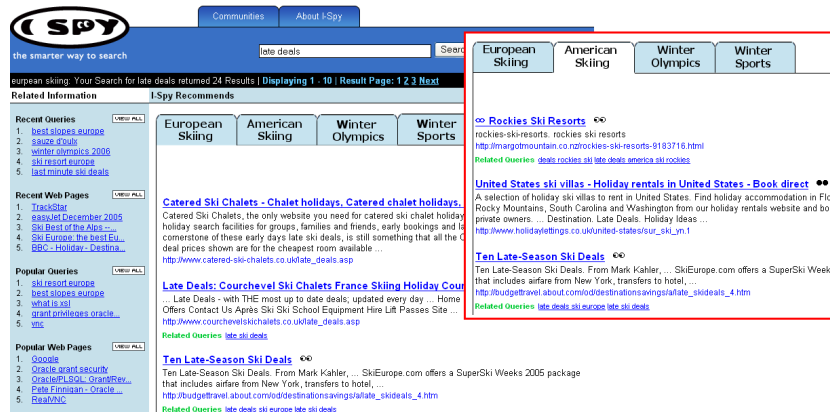 Communities
About I-Spy
I SPY
the smarter way to search
late deals
Searc
eurpean skiing: Your Search for late deals returned 24 Results | Displaying 1 - 10 | Result Page: 1 2 3 Next
Related Information
I-Spy Recommends
Recent Queries
VIEW ALL
1. best slopes europe
2. sauze d'oulx
3. winter olympics 2006
4. ski resort europe
5. last minute ski deals
Recent Web Pages
VIEW ALL
1. TrackStar
2. easyJet December 2005
3. Ski Best of the Alps --...
4. Ski Europe: the best Eu...
5. BBC - Holiday - Destina...
Popular Queries
VIEW ALL
1. ski resort europe
2. best slopes europe
3. what is xsl
4. grant privileges oracle...
5. vnc
Popular Web Pages
VIEW ALL
1. Google
2. Oracle grant security
3. Oracle/PLSQL: Grant/Rev...
4. Pete Finnigan - Oracle ...
5. RealVNC
European Skiing
American Skiing
Winter Olympics
Winter Sports
Catered Ski Chalets - Chalet holidays, Catered chalet holidays,
Catered Ski Chalets, the only website you need for catered ski chalet holiday
holiday search facilities for groups, families and friends, early bookings and la
cornerstone of these early days late ski deals, is still something that all the C
deal prices shown are for the cheapest room available ...
http://www.catered-ski-chalets.co.uk/late_deals.asp
Late Deals: Courchevel Ski Chalets France Skiing Holiday Cour
... Late Deals - with THE most up to date deals; updated every day ... Home
Offers Contact Us Après Ski Ski School Equipment Hire Lift Passes Site ...
http://www.courchevelskichalets.co.uk/late_deals.asp
Related Queries late ski deals
Ten Late-Season Ski Deals
Ten Late-Season Ski Deals. From Mark Kahler, ... SkiEurope.com offers a SuperSki Weeks 2005 package
that includes airfare from New York, transfers to hotel, ...
http://budgettravel.about.com/od/destinationsavings/a/late_skideals_4.htm
Related Queries late deals ski europe late ski deals
European Skiing
American Skiing
Winter Olympics
Winter Sports
Rockies Ski Resorts
rockies-ski-resorts. rockies ski resorts
http://margotmountain.co.nz/rockies-ski-resorts-9183716.html
Related Queries deals rockies ski late deals america ski rockies
United States ski villas - Holiday rentals in United States - Book direct
A selection of holiday ski villas to rent in United States. Find holiday accommodation in Flo
Rocky Mountains, South Carolina and Washington from our holiday rentals website and bo
private owners. ... Destination. Late Deals. Holiday Ideas ...
http://www.holidaylettings.co.uk/united-states/sur_ski_yn.1
Ten Late-Season Ski Deals
Ten Late-Season Ski Deals. From Mark Kahler, ... SkiEurope.com offers a SuperSki Week
that includes airfare from New York, transfers to hotel, ...
http://budgettravel.about.com/od/destinationsavings/a/late_skideals_4.htm
Related Queries late deals ski europe late ski deals